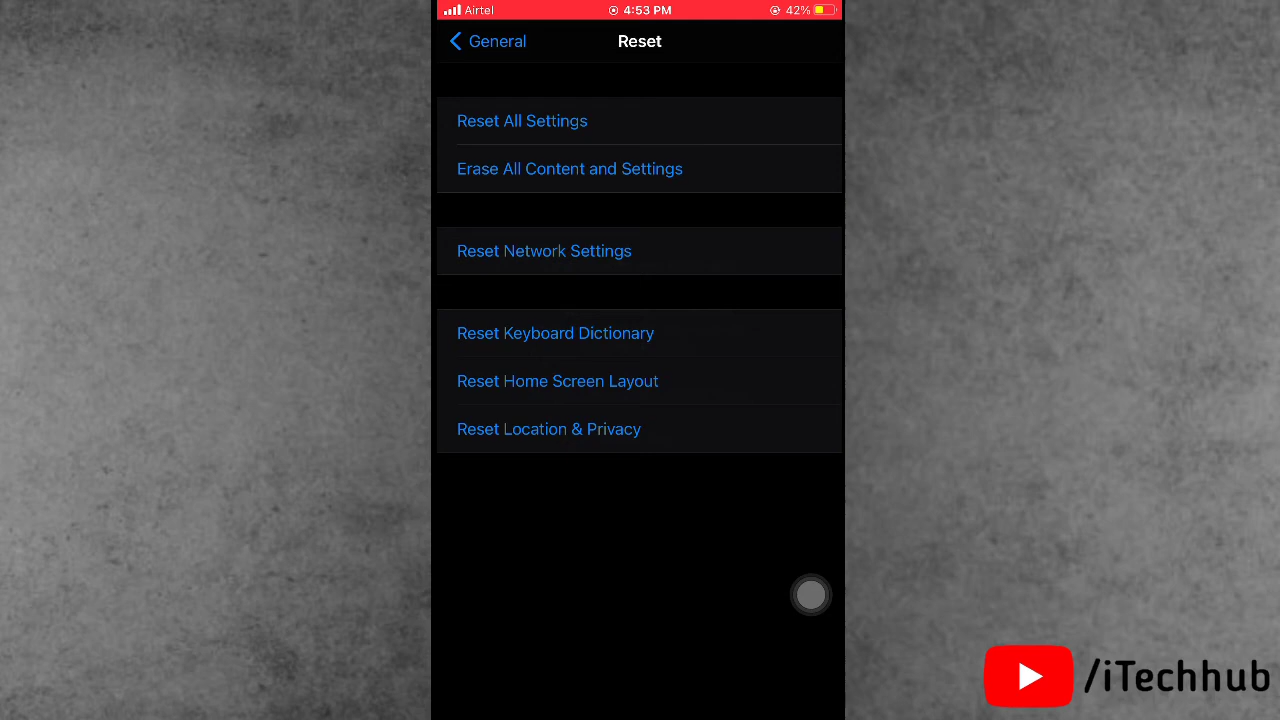 Airtel 4:53 PM 42%
General Reset
Reset All Settings
Erase All Content and Settings
Reset Network Settings
Reset Keyboard Dictionary
Reset Home Screen Layout
Reset Location & Privacy
/iTechhub